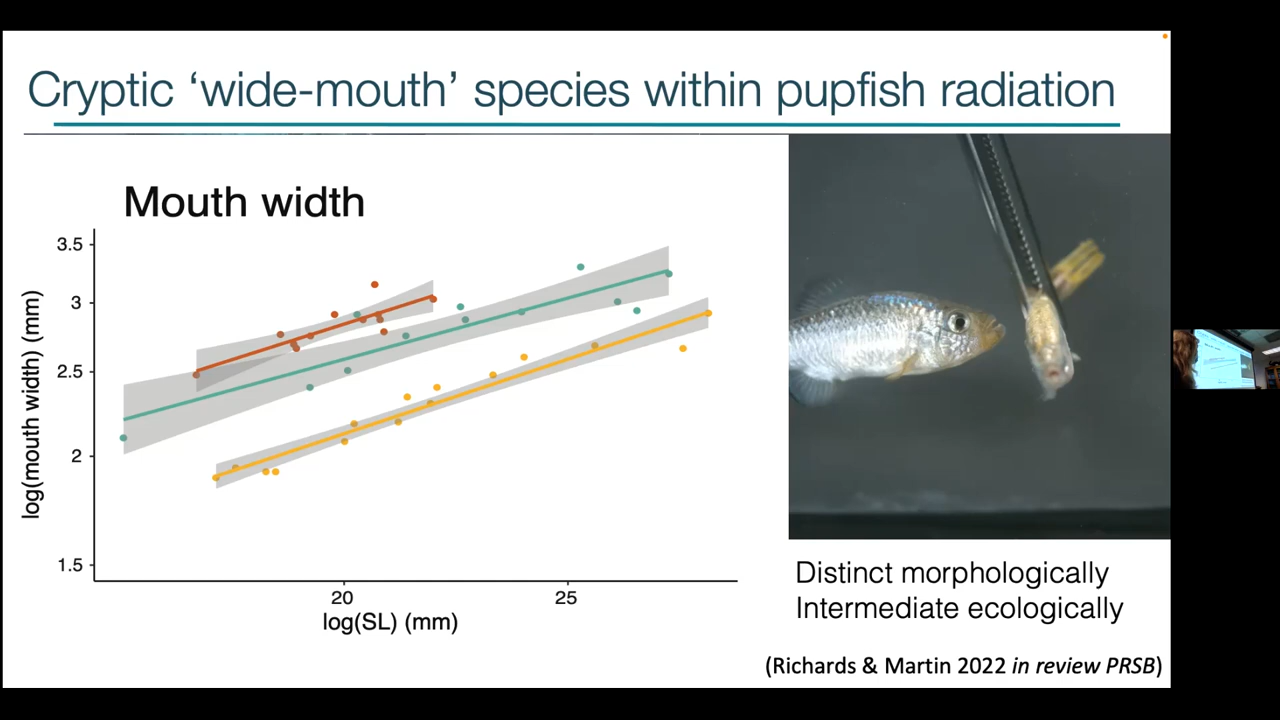 Cryptic ‘wide-mouth’ species within pupfish radiation
Mouth width
3.5
3
2.5
2
1.5
log(mouth width) (mm)
20
25
log(SL) (mm)
Distinct morphologically
Intermediate ecologically
(Richards & Martin 2022 in review PRSB)